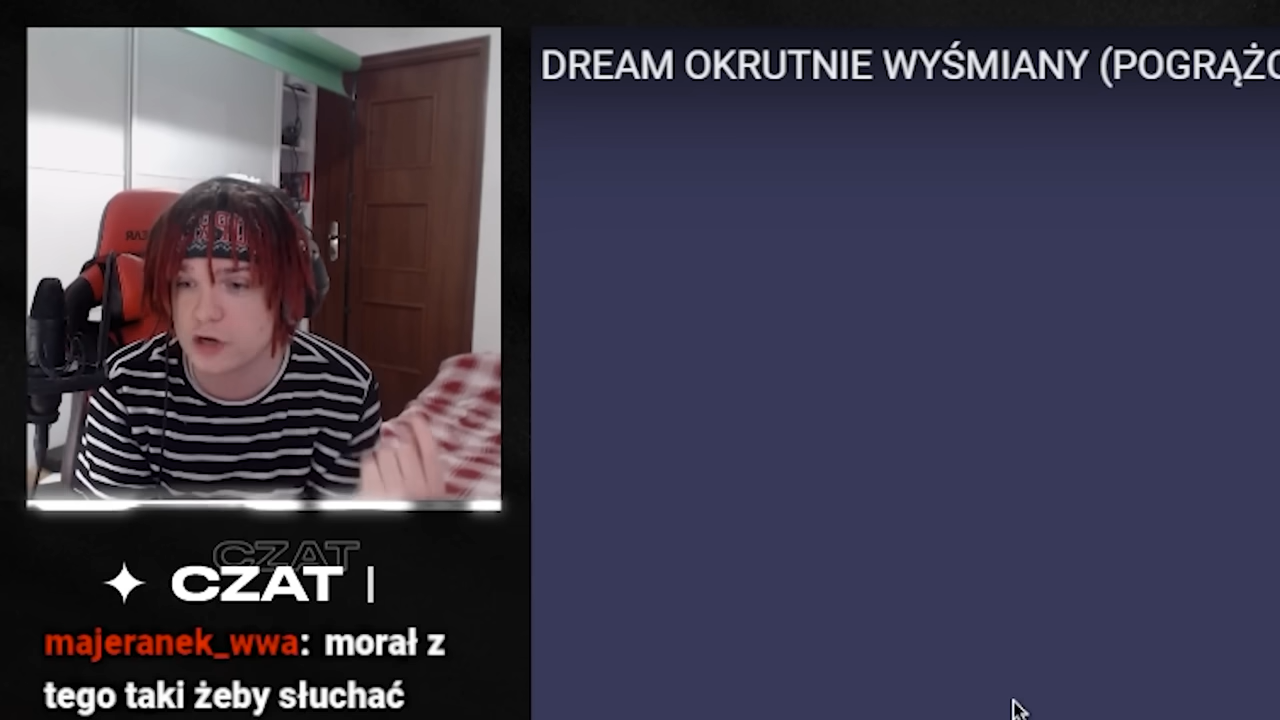 DREAM OKRUTNIE WYŚMIANY (POGRĄŻO
CZAT
CZAT |
majeranek_wwa: morał z
tego taki żeby słuchać